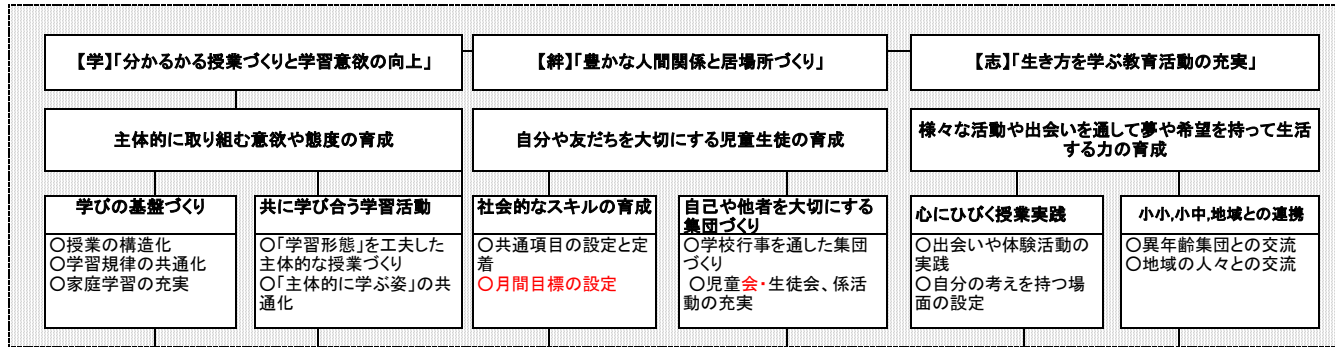 【学】「分かるかる授業づくりと学習意欲の向上」
【絆】「豊かな人間関係と居場所づくり」
【志】「生き方を学ぶ教育活動の充実」
主体的に取り組む意欲や態度の育成
自分や友だちを大切にする児童生徒の育成
様々な活動や出会いを通して夢や希望を持って生活
する力の育成
学びの基盤づくり
○授業の構造化
○学習規律の共通化
○家庭学習の充実
共に学び合う学習活動
○「学習形態」を工夫した
主体的な授業づくり
○「主体的に学ぶ姿」の共
通化
社会的なスキルの育成
○共通項目の設定と定
着
○月間目標の設定
自己や他者を大切にする
集団づくり
○学校行事を通した集団
づくり
○児童会・生徒会、係活
動の充実
心にひびく授業実践
○出会いや体験活動の
実践
○自分の考えを持つ場
面の設定
小小,小中,地域との連携
○異年齢集団との交流
○地域の人々との交流